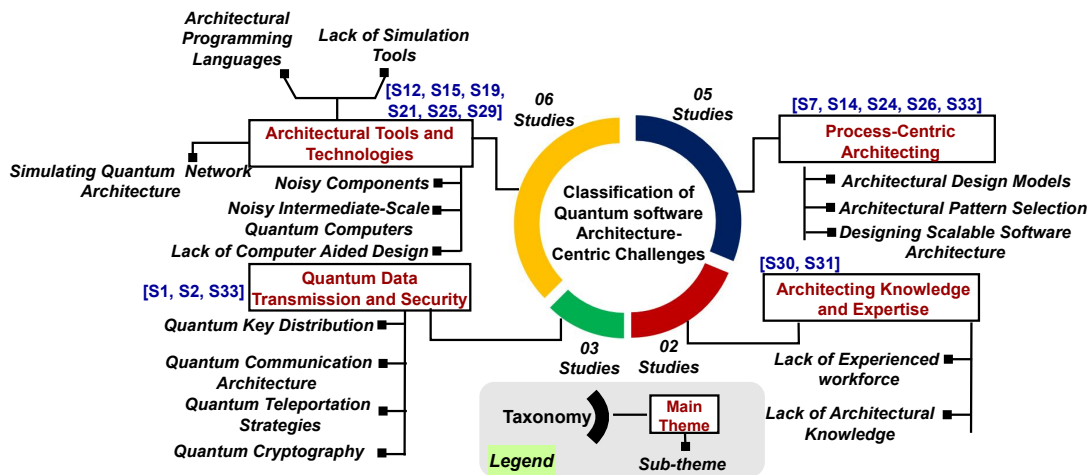 Architectural
Programming
Languages
Lack of Simulation
Tools
[S12, S15, S19,
S21, S25, S29]
Architectural Tools and
Technologies
Simulating Quantum Network
Architecture
Noisy Components
Noisy Intermediate-Scale
Quantum Computers
Lack of Computer Aided Design
06
Studies
05
Studies
[S7, S14, S24, S26, S33]
Process-Centric
Architecting
Architectural Design Models
Architectural Pattern Selection
Designing Scalable Software
Architecture
Classification of
Quantum software
Architecture-
Centric Challenges
[S1, S2, S33]
Quantum Data
Transmission and Security
Quantum Key Distribution
Quantum Communication
Architecture
Quantum Teleportation
Strategies
Quantum Cryptography
03
Studies
02
Studies
[S30, S31]
Architecting Knowledge
and Expertise
Lack of Experienced
workforce
Lack of Architectural
Knowledge
Taxonomy
Main
Theme
Legend
Sub-theme